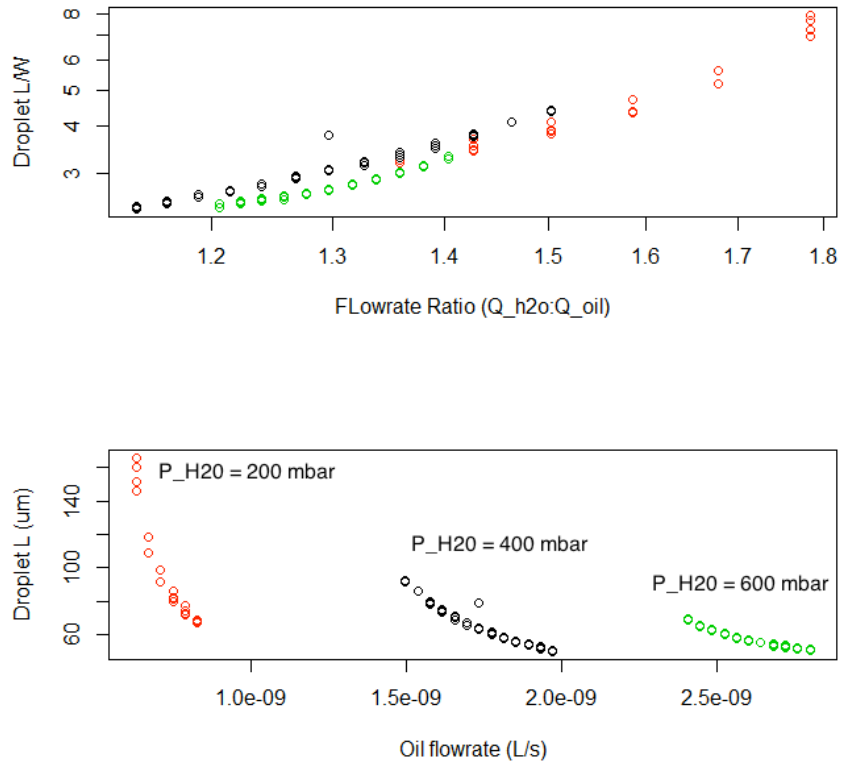 Droplet L/W
8
6
5
4
3
1.2 1.3 1.4 1.5 1.6 1.7 1.8
FLowrate Ratio (Q_h2o:Q_oil)
Droplet L (um)
140
100
60
P_H20 = 200 mbar
P_H20 = 400 mbar
P_H20 = 600 mbar
1.0e-09 1.5e-09 2.0e-09 2.5e-09
Oil flowrate (L/s)